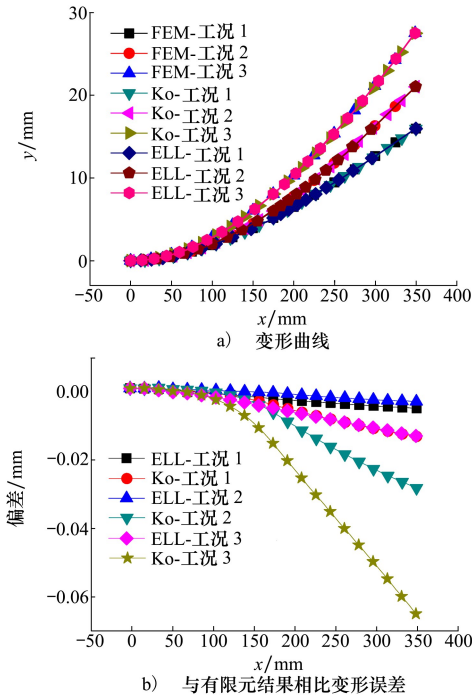 30
20
10
0
y/mm
FEM-工况 1
FEM-工况 2
FEM-工况 3
Ko-工况 1
Ko-工况 2
Ko-工况 3
ELL-工况 1
ELL-工况 2
ELL-工况 3
−50 0 50 100 150 200 250 300 350 400
x/mm
a) 变形曲线
0.00
−0.02
−0.04
−0.06
偏差/mm
ELL-工况 1
Ko-工况 1
ELL-工况 2
Ko-工况 2
ELL-工况 3
Ko-工况 3
−50 0 50 100 150 200 250 300 350 400
x/mm
b) 与有限元结果相比变形误差